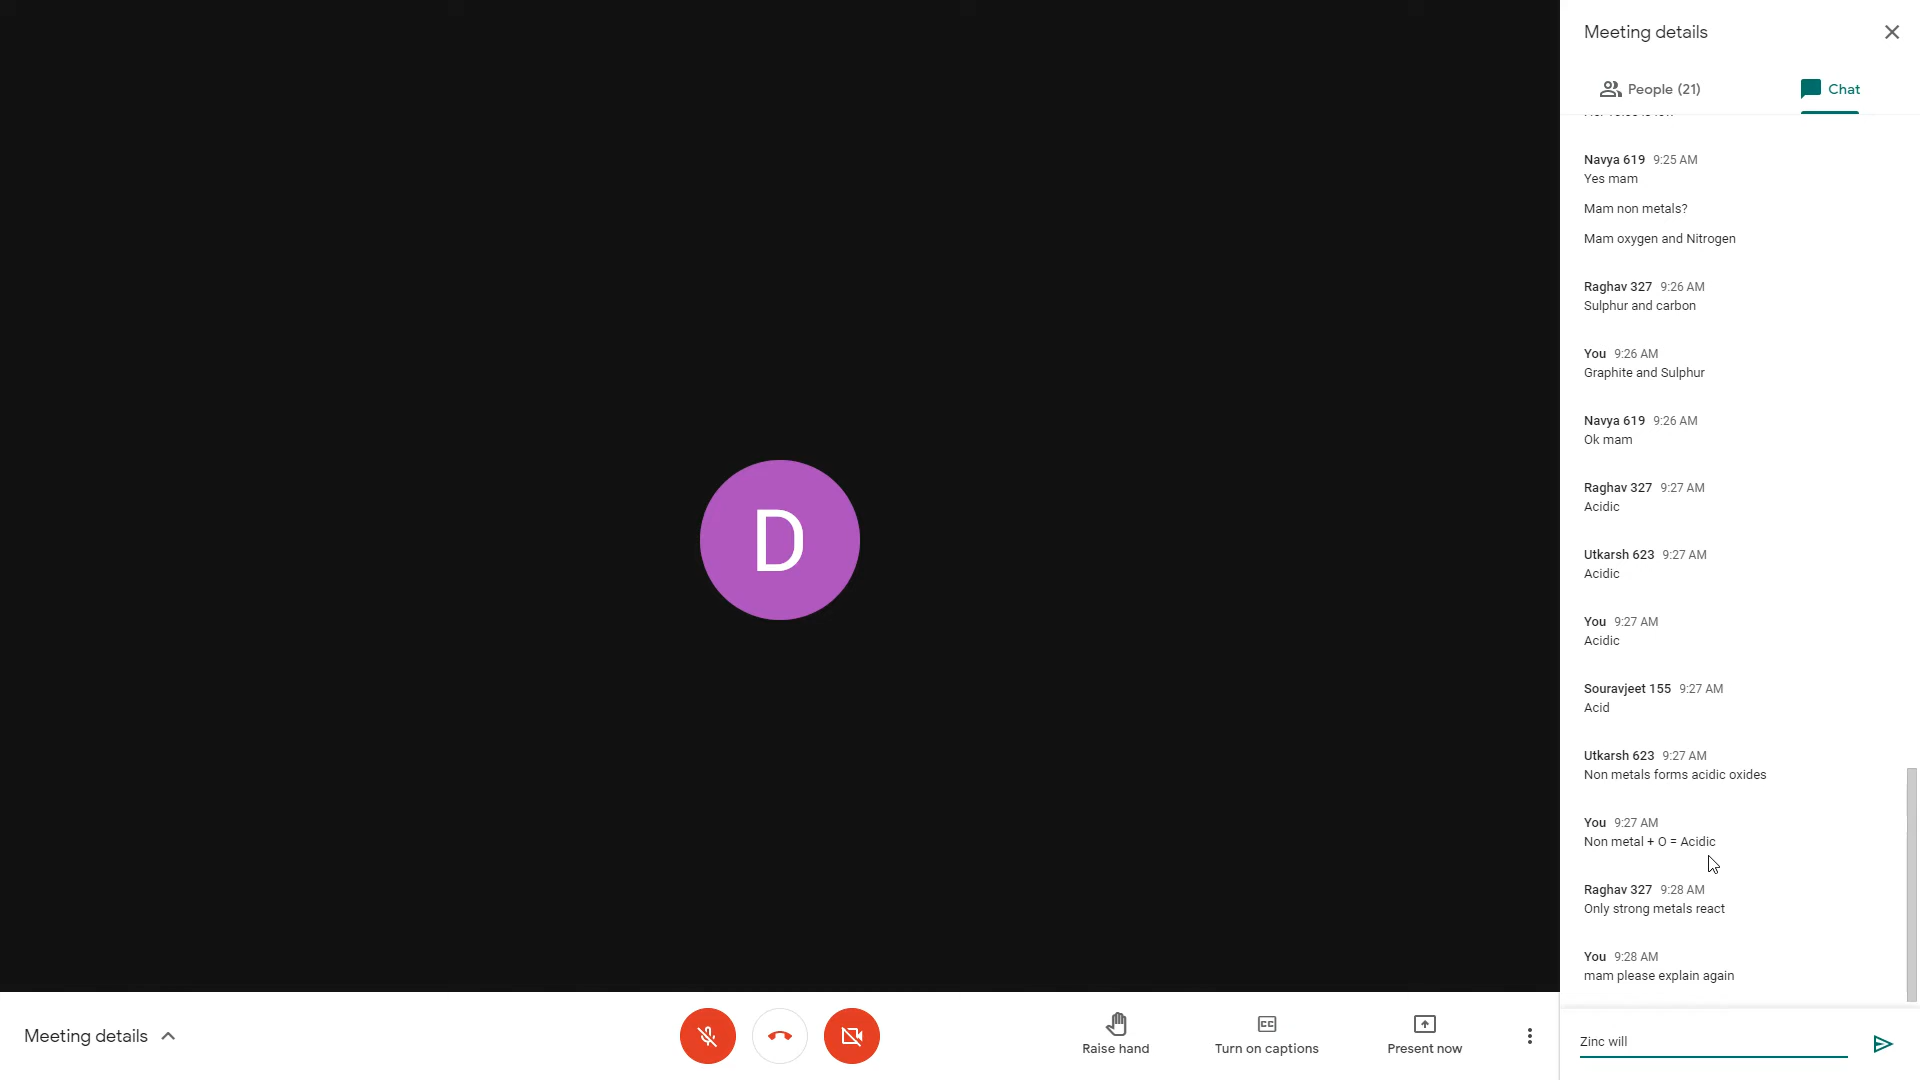 Meeting details
People (21)
Chat
Navya 619 9:25 AM
Yes mam
Mam non metals?
Mam oxygen and Nitrogen
Raghav 327 9:26 AM
Sulphur and carbon
You 9:26 AM
Graphite and Sulphur
Navya 619 9:26 AM
Ok mam
Raghav 327 9:27 AM
Acidic
Utkarsh 623 9:27 AM
Acidic
You 9:27 AM
Acidic
Souravjeet 155 9:27 AM
Acid
Utkarsh 623 9:27 AM
Non metals forms acidic oxides
You 9:27 AM
Non metal + O = Acidic
Raghav 327 9:28 AM
Only strong metals react
You 9:28 AM
mam please explain again
Zinc will
D
Meeting details
CC
Raise hand
Turn on captions
Present now